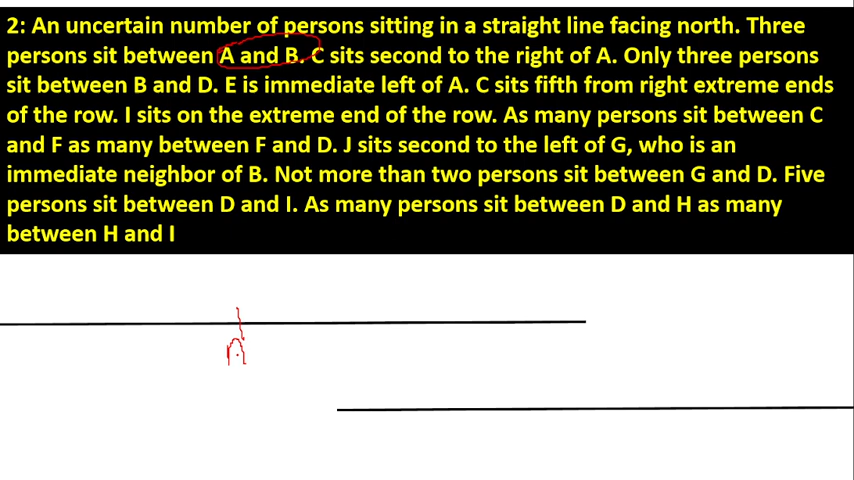 2: An uncertain number of persons sitting in a straight line facing north. Three
persons sit between A and B. C sits second to the right of A. Only three persons
sit between B and D. E is immediate left of A. C sits fifth from right extreme ends
of the row. I sits on the extreme end of the row. As many persons sit between C
and F as many between F and D. J sits second to the left of G, who is an
immediate neighbor of B. Not more than two persons sit between G and D. Five
persons sit between D and I. As many persons sit between D and H as many
between H and I